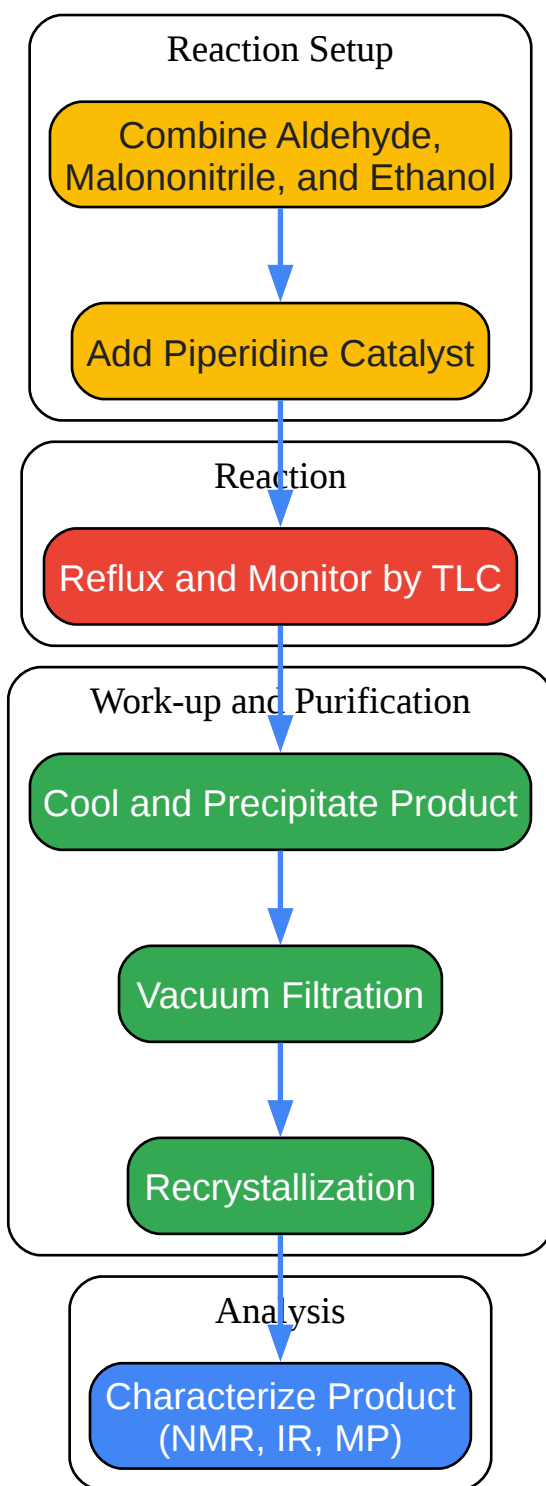 Reaction Setup
Combine Aldehyde,
Malononitrile, and Ethanol
Add Piperidine Catalyst
Reaction
Reflux and Monitor by TLC
Work-up and Purification
Cool and Precipitate Product
Vacuum Filtration
Recrystallization
Analysis
Characterize Product
(NMR, IR, MP)